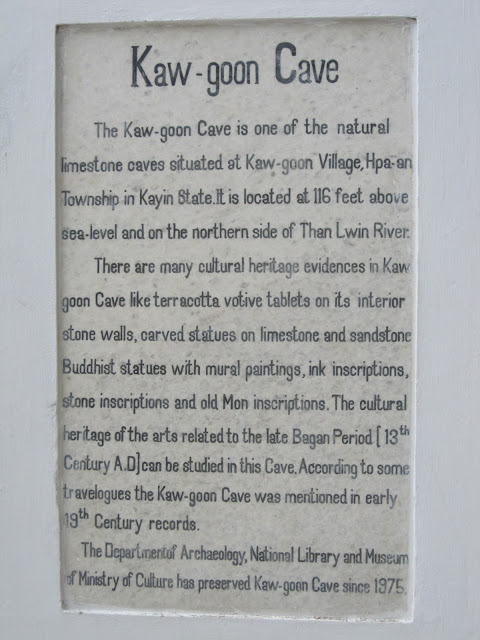 Kaw-goon Cave
The Kaw-goon Cave is one of the natural
limestone caves situated at Kaw-goon Village, Hpa-an
Township in Kayin State.It is located at 116 feet above
sea-level and on the northern side of Than Lwin River.
There are many cultural heritage evidences in Kaw
goon Cave like terracotta votive tablets on its interior
stone walls, carved statues on limestone and sandstone
Buddhist statues with mural paintings, ink inscriptions,
stone inscriptions and old Mon inscriptions. The cultural
heritage of the arts related to the late Bagan Period [13th
Century A.D] can be studied in this Cave. According to some
travelogues the Kaw-goon Cave was mentioned in early
19th Century records.
The Departmentof Archaeology, National Library and Museum
of Ministry of Culture has preserved Kaw-goon Cave since 1975.